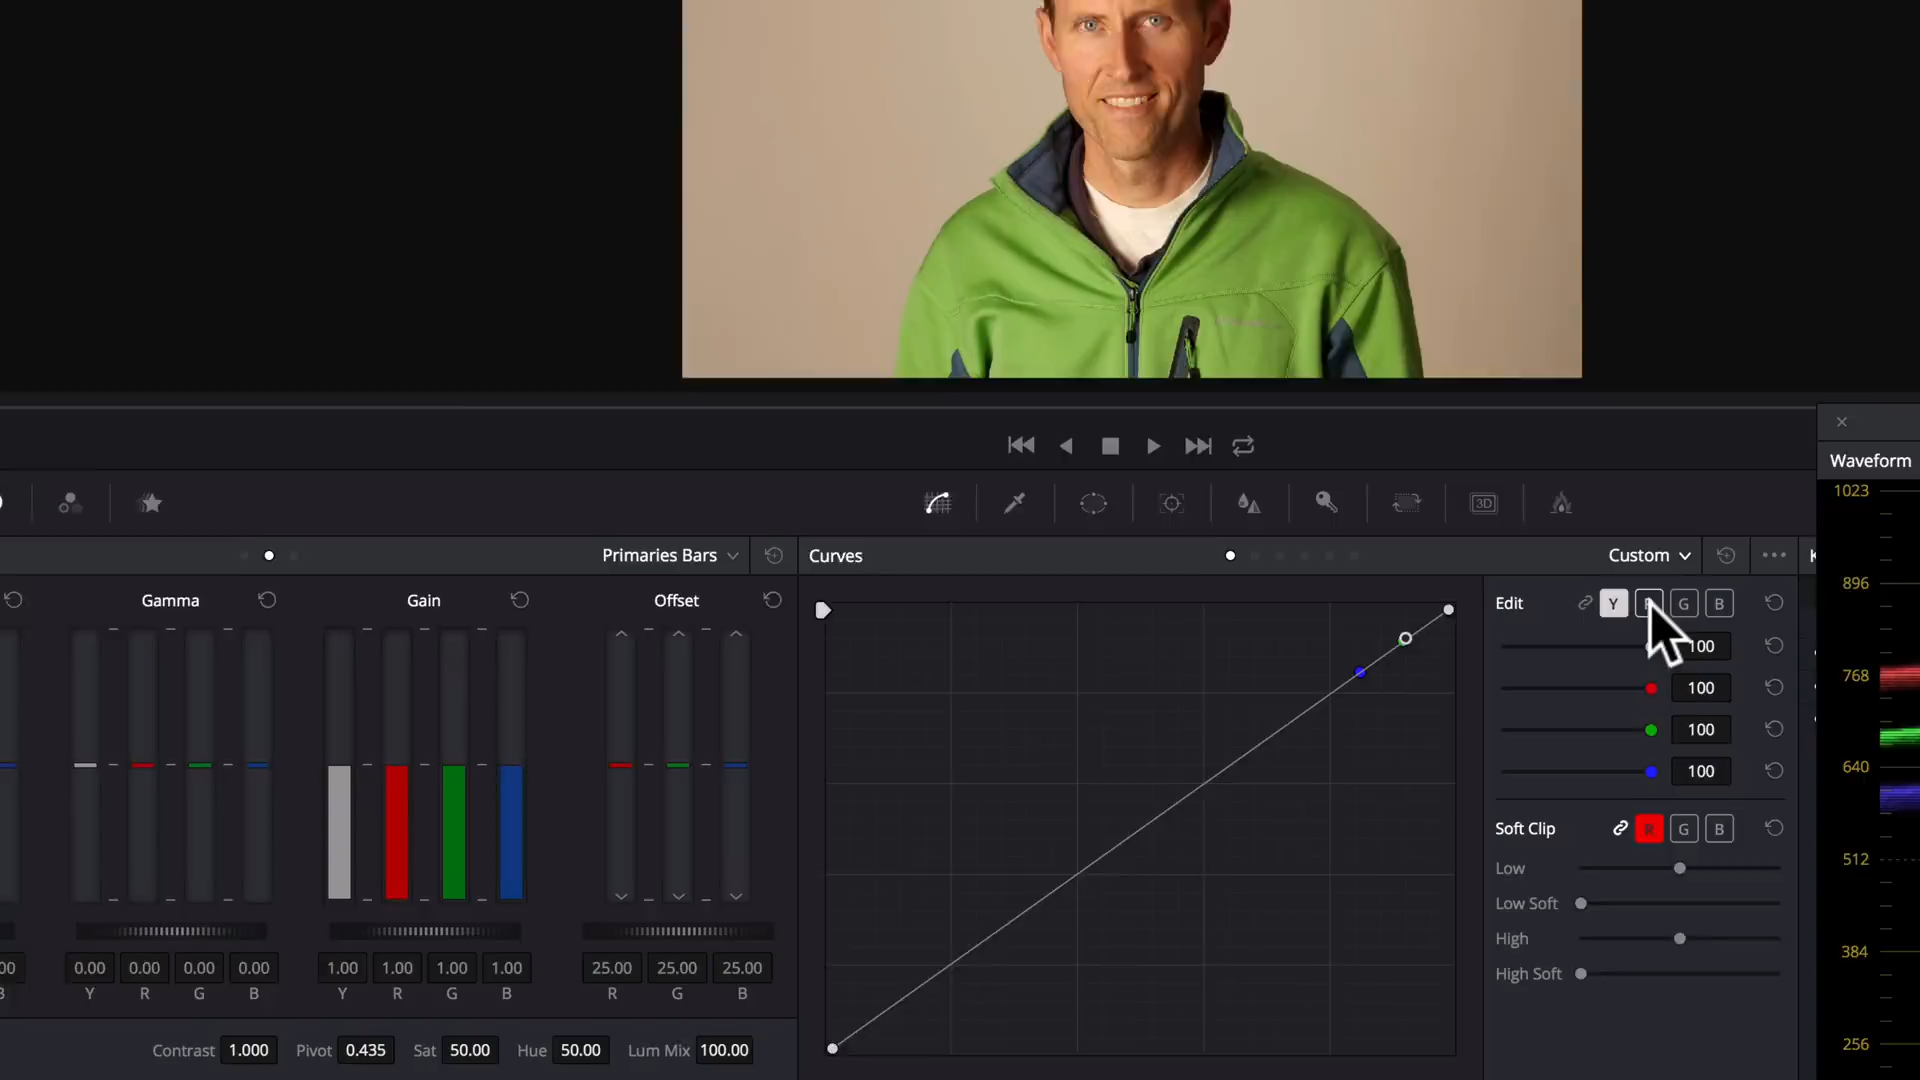 Waveform
1023
3D
Primaries Bars
Curves
Custom
896
Gamma
Gain
Offset
Edit
Y
G
B
100
768
100
100
640
100
Soft Clip
R
G
B
512
Low
Low Soft
High
384
High Soft
00
0.00
0.00
0.00
0.00
1.00
1.00
1.00
1.00
25.00
25.00
25.00
B
Y
R
G
B
Y
R
G
B
R
G
B
Contrast
1.000
Pivot
0.435
Sat
50.00
Hue
50.00
Lum Mix
100.00
256